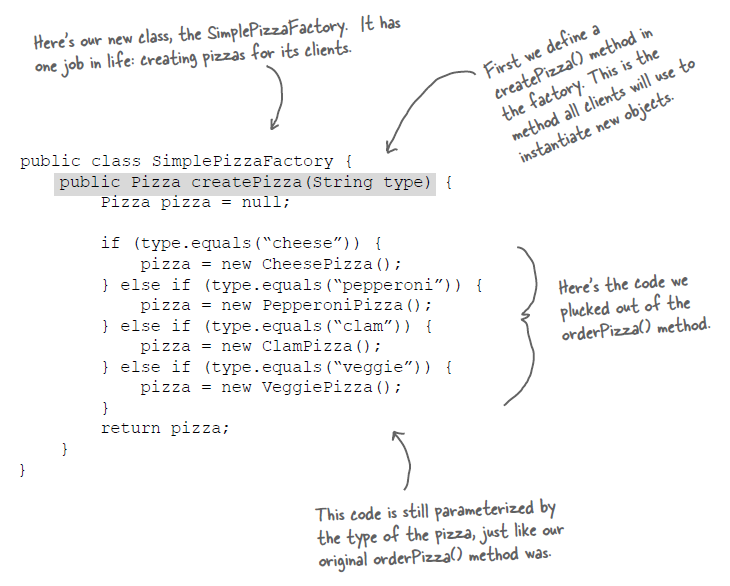 Here's our new class, the SimplePizzaFactory. It has
one job in life: creating pizzas for its clients.
First we define a
createPizza() method in
the factory. This is the
method all clients will use to
instantiate new objects.
public class SimplePizzaFactory {
public Pizza createPizza(String type) {
Pizza pizza = null;
if (type.equals(“cheese”)) {
pizza = new CheesePizza();
} else if (type.equals(“pepperoni”)) {
pizza = new PepperoniPizza();
} else if (type.equals(“clam”)) {
pizza = new ClamPizza();
} else if (type.equals(“veggie”)) {
pizza = new VeggiePizza();
}
return pizza;
}
}
Here's the code we
plucked out of the
orderPizza() method.
This code is still parameterized by
the type of the pizza, just like our
original orderPizza() method was.